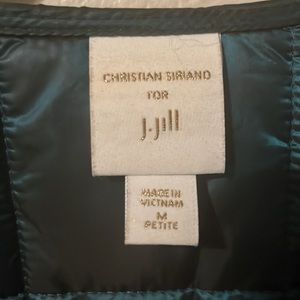 CHRISTIAN SIRIANO
FOR
J.Jill
MADE IN
VIETNAM
M
PETITE